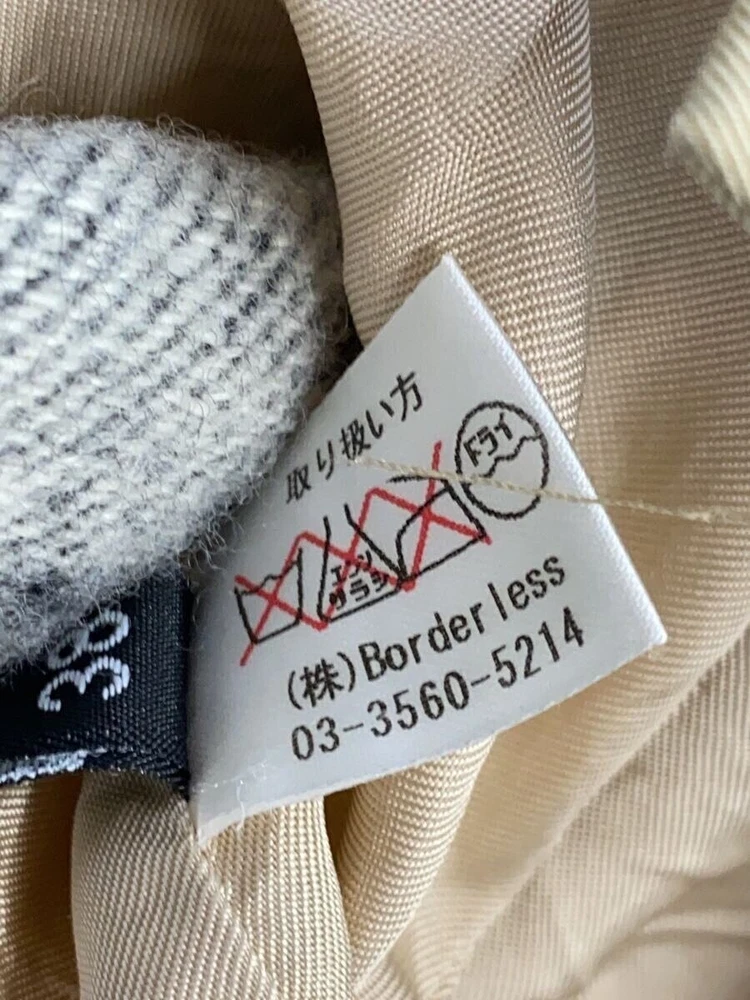 取り扱い方
ドライ
エンソ
サラシ
(株)Borderless
03-3560-5214
38